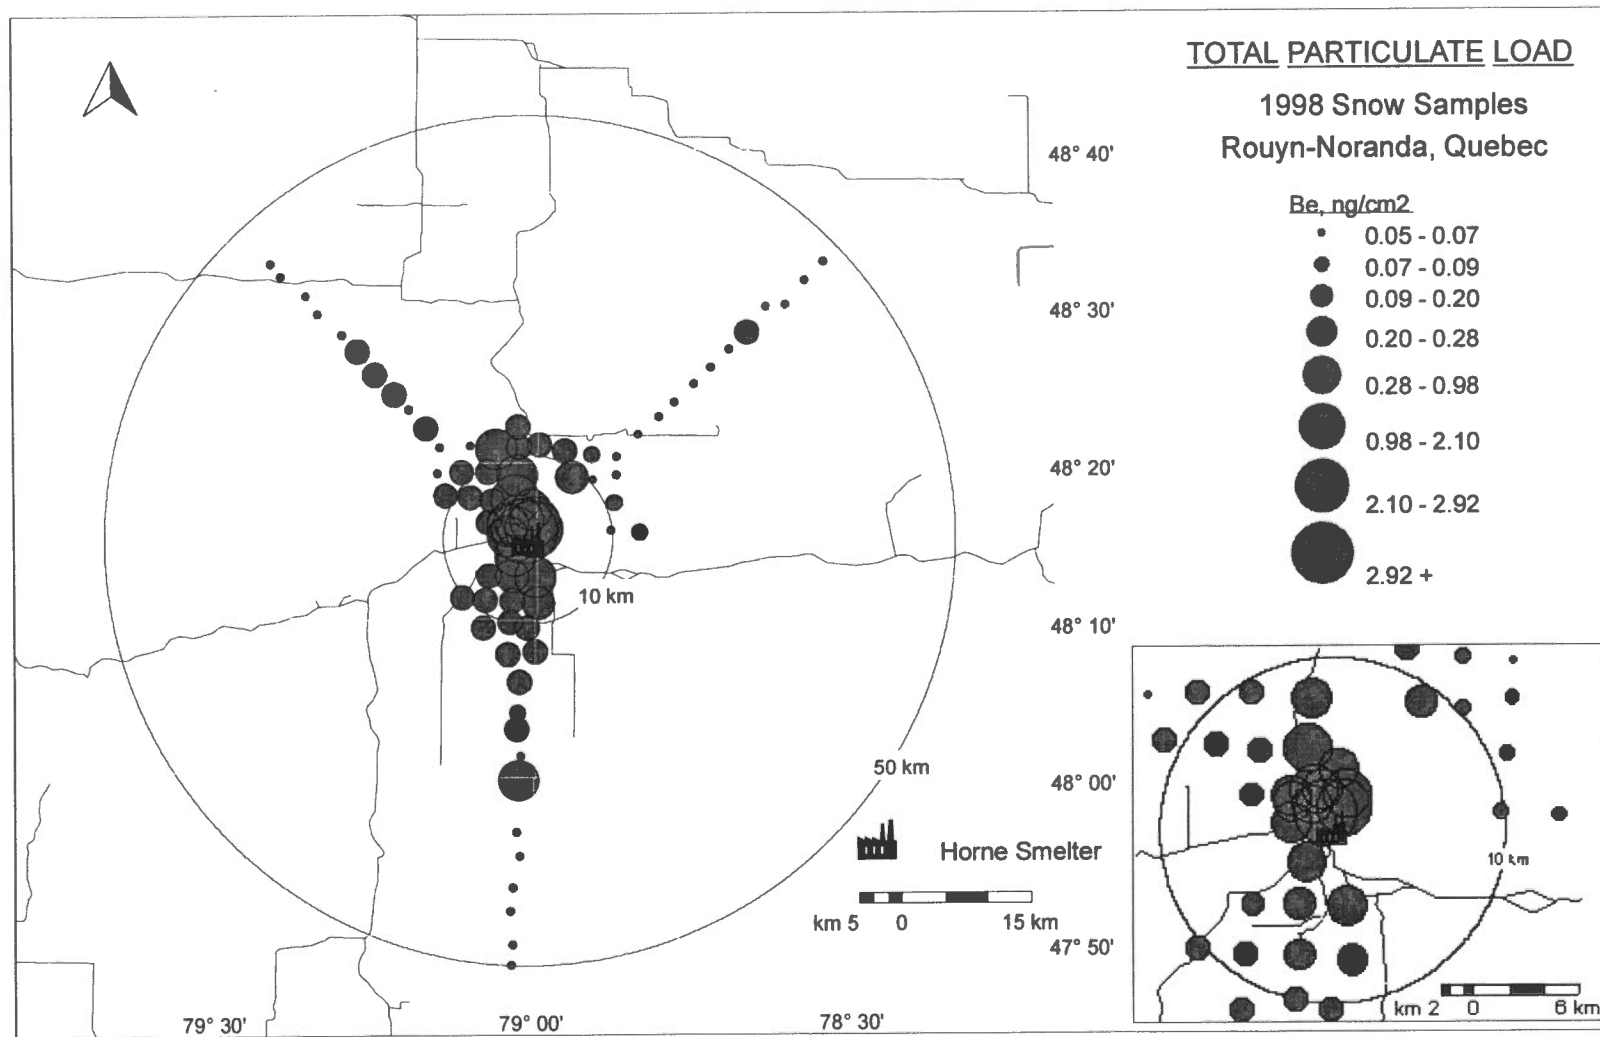 TOTAL PARTICULATE LOAD
1998 Snow Samples
Rouyn-Noranda, Quebec
Be, ng/cm2
0.05 - 0.07
0.07 - 0.09
0.09 - 0.20
0.20 - 0.28
0.28 - 0.98
0.98 - 2.10
2.10 - 2.92
2.92 +
48° 40'
48° 30'
48° 20'
48° 10'
48° 00'
47° 50'
10 km
50 km
Horne Smelter
km 5 0 15 km
79° 30' 79° 00' 78° 30'
10 km
km 2 0 6 km